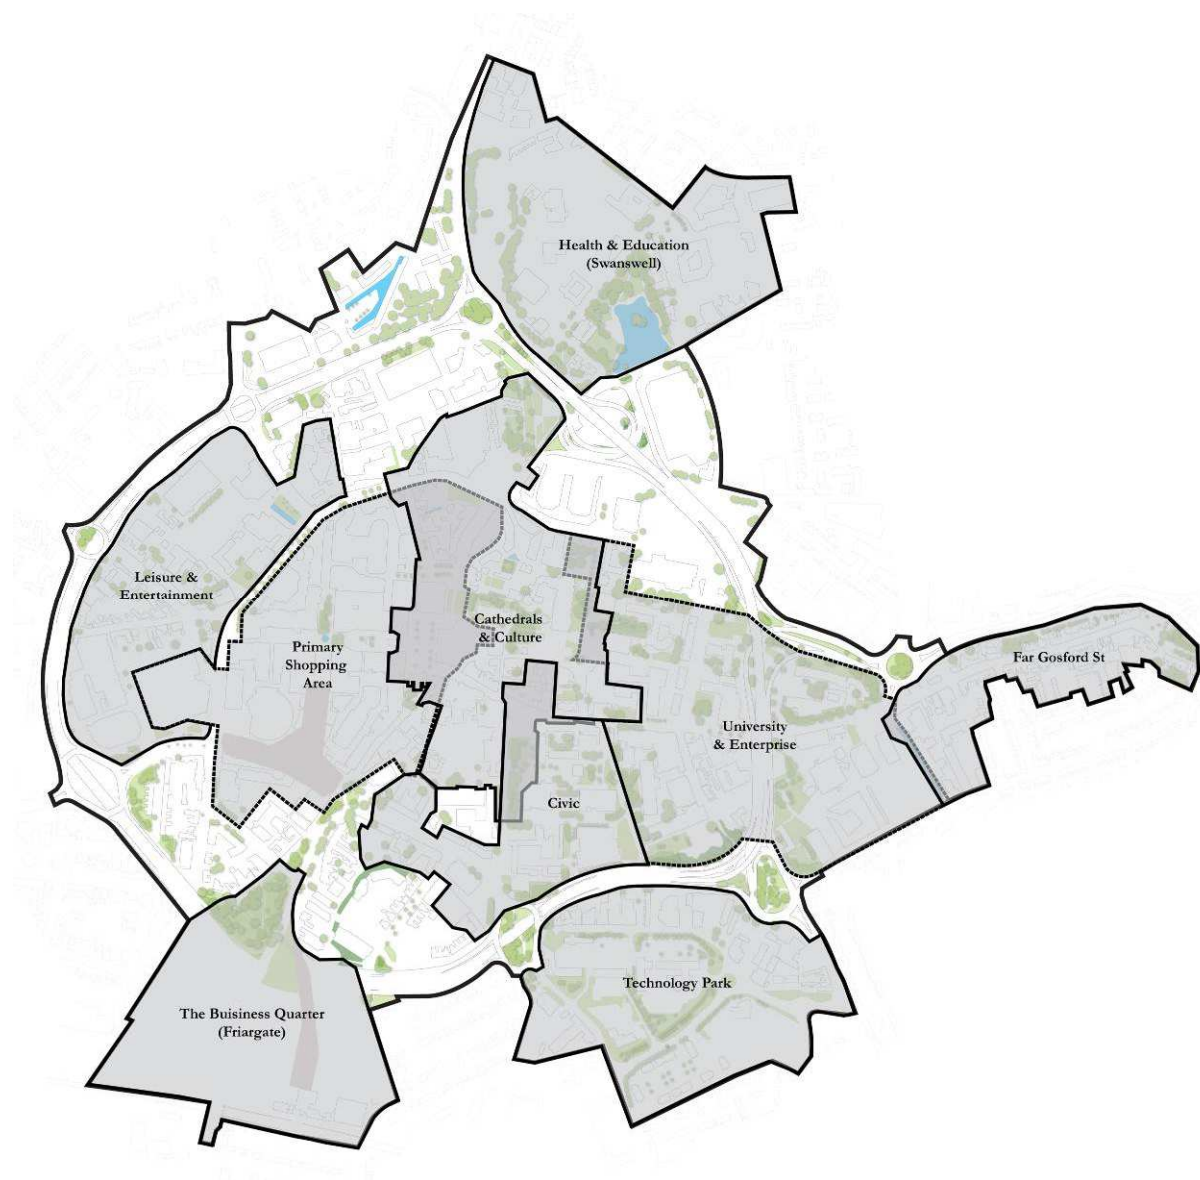 Health & Education
(Swanswell)
Leisure &
Entertainment
Primary
Shopping
Area
Cathedrals
& Culture
Far Gosford St
University
& Enterprise
Civic
Technology Park
The Buisiness Quarter
(Friargate)